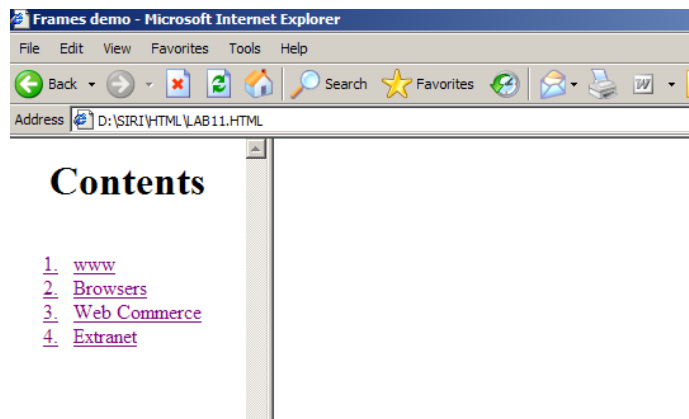 Frames demo - Microsoft Internet Explorer
File Edit View Favorites Tools Help
Back Search Favorites W
Address D:\SIRI\HTML\LAB11.HTML
Contents
1. www
2. Browsers
3. Web Commerce
4. Extranet